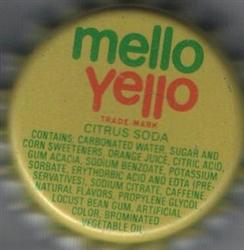 mello
yello
TRADE-MARK
CITRUS SODA
CONTAINS: CARBONATED WATER, SUGAR AND
CORN SWEETENERS, ORANGE JUICE, CITRIC ACID
GUM ACACIA, SODIUM BENZOATE, POTASSIUM
SORBATE, ERYTHORBIC ACID AND EDTA (PRE-
SERVATIVES), SODIUM CITRATE, CAFFEINE,
NATURAL FLAVORS, PROPYLENE GLYCOL
LOCUST BEAN GUM, ARTIFICIAL
COLOR, BROMINATED
VEGETABLE OIL